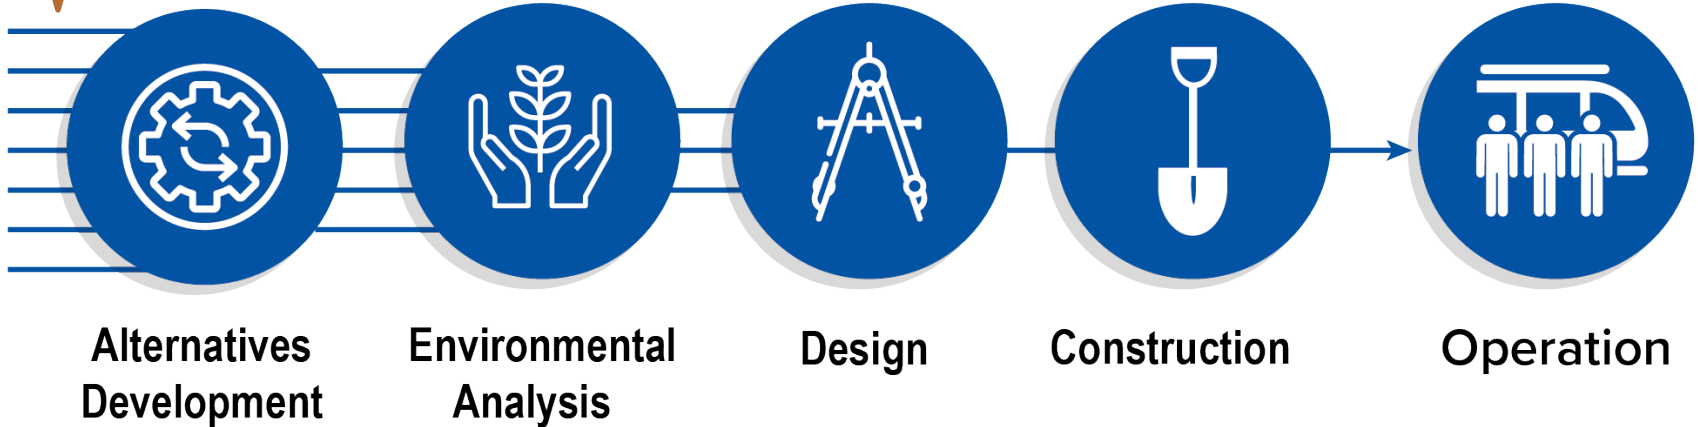 Alternatives
Development
Environmental
Analysis
Design
Construction
Operation